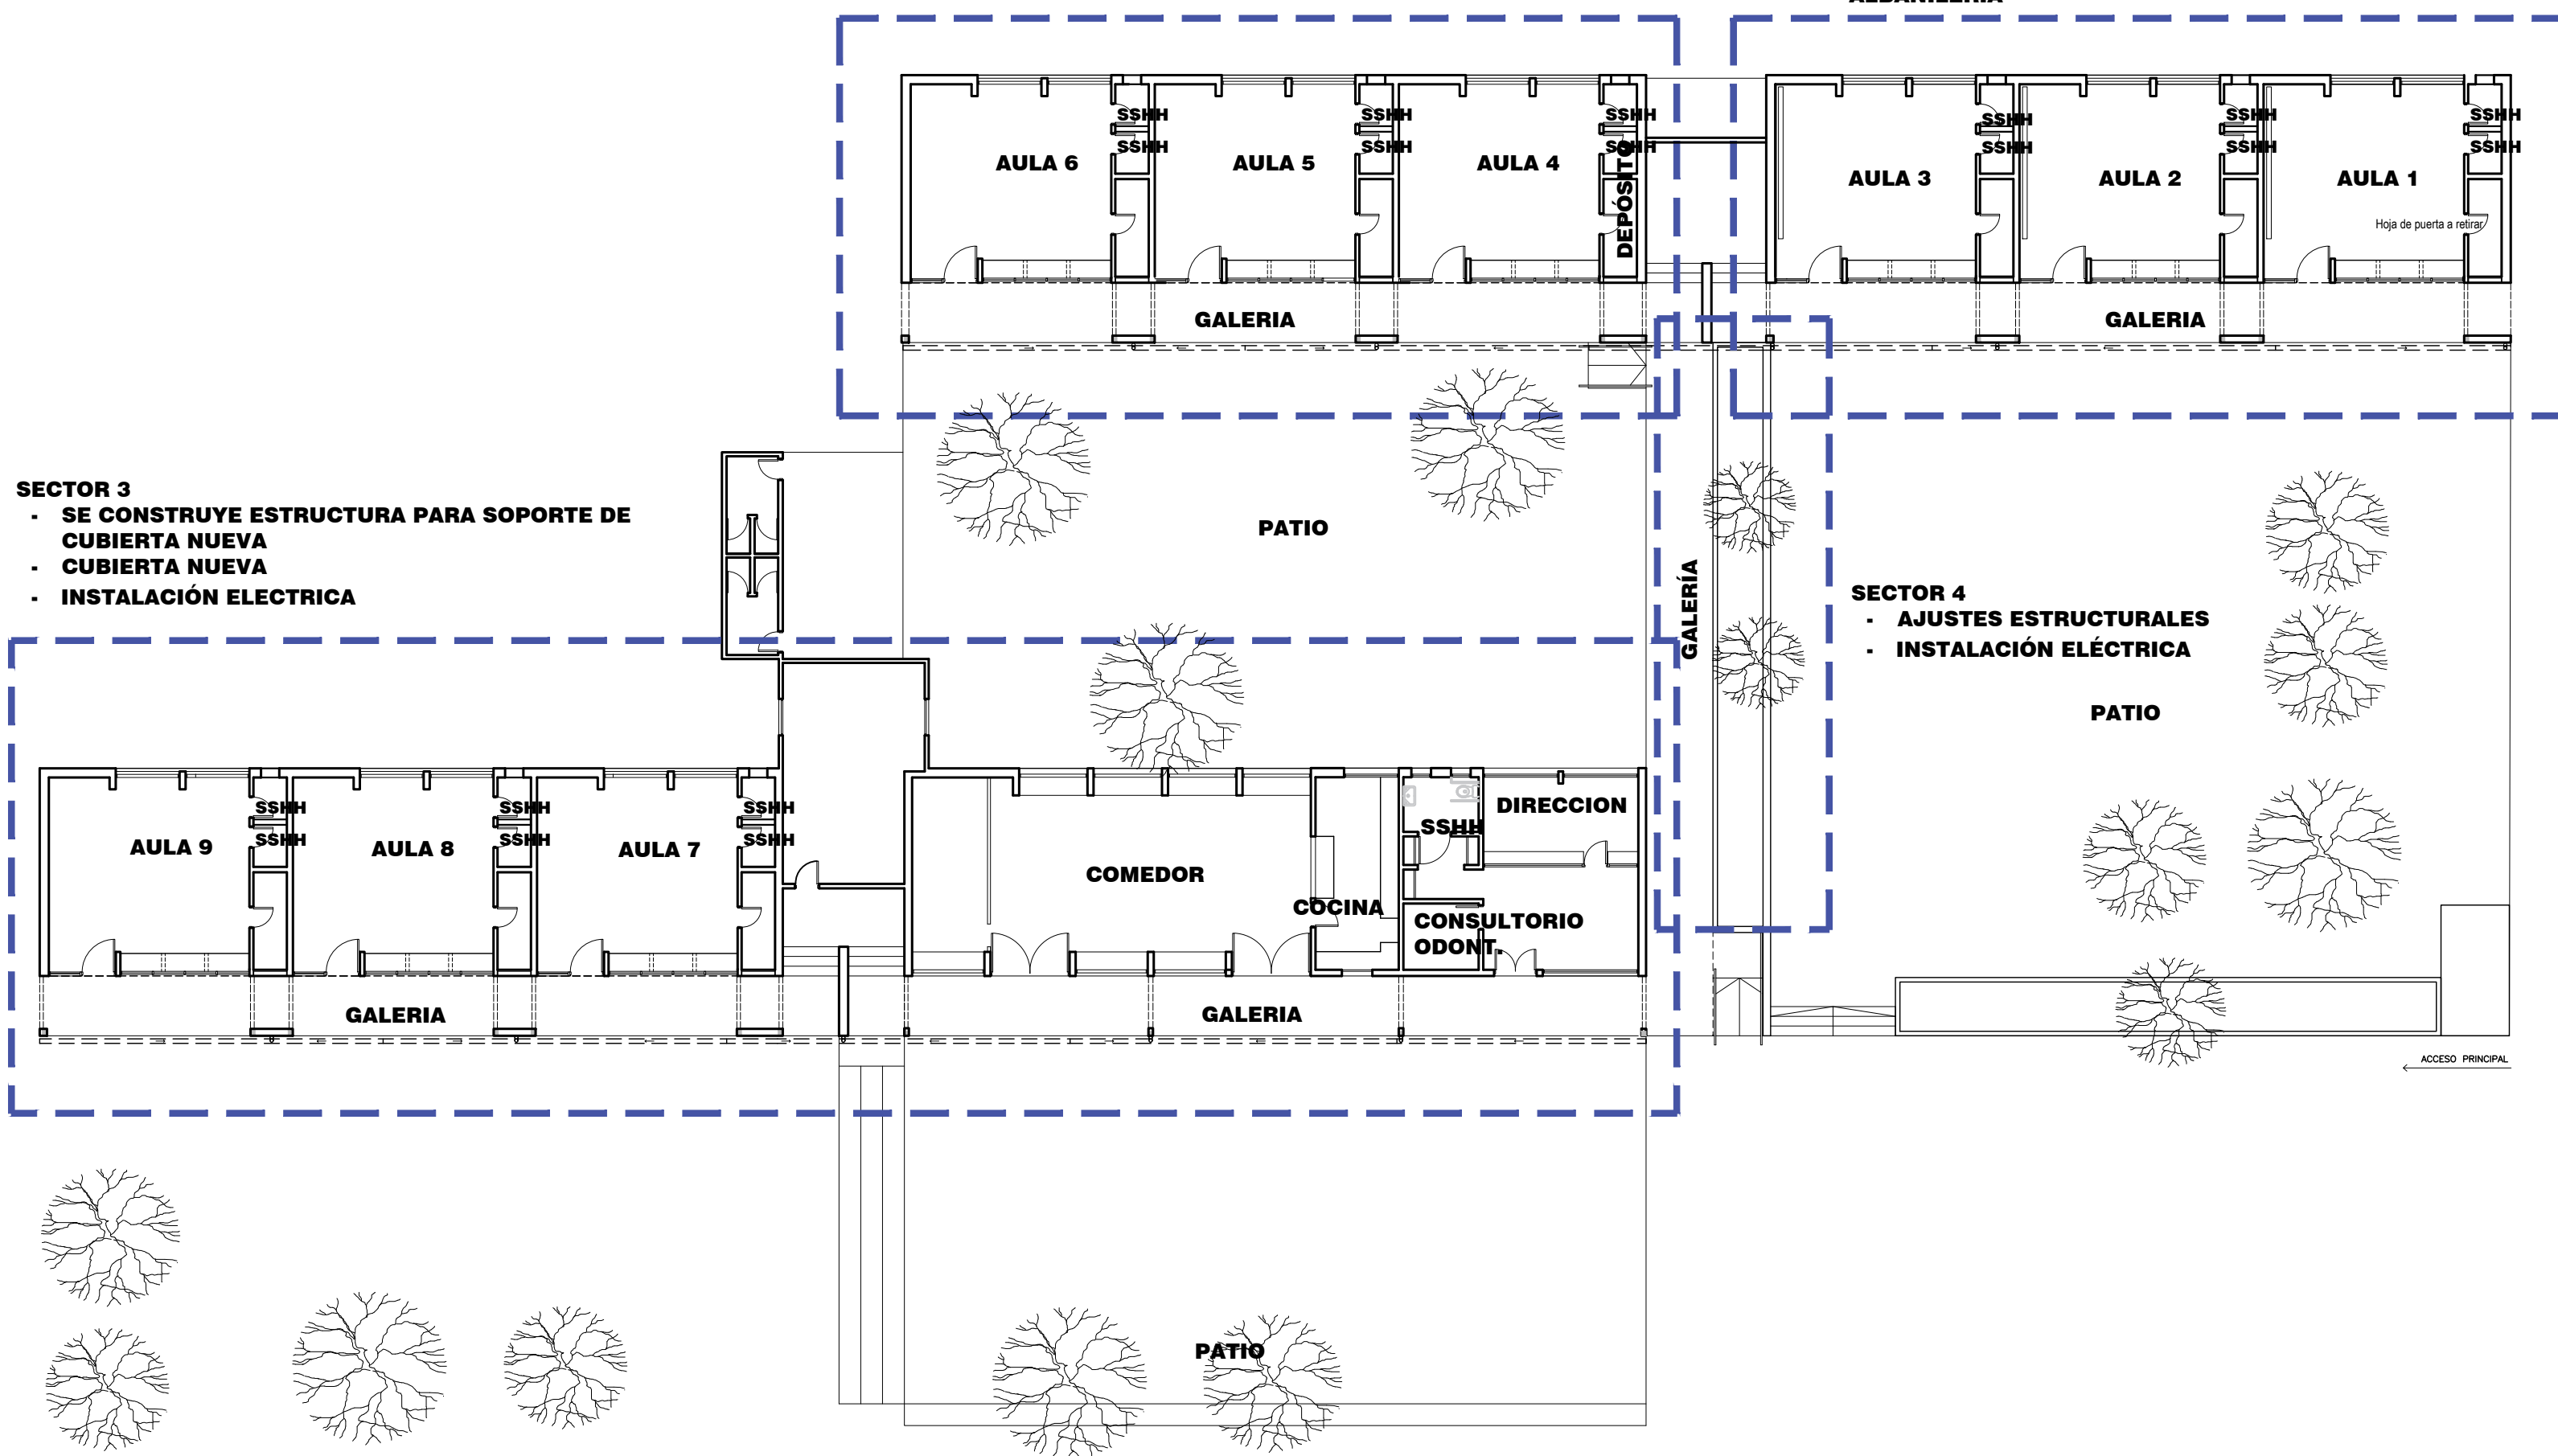 ALBAÑILERIA
SSHH
SSHH
SSHH
SSHH
SSHH
SSHH
SSHH
SSHH
SSHH
SSHH
SSHH
SSHH
AULA 6
AULA 5
AULA 4
DEPÓSITO
AULA 3
AULA 2
AULA 1
Hoja de puerta a retirar
GALERIA
GALERIA
SECTOR 3
- SE CONSTRUYE ESTRUCTURA PARA SOPORTE DE
CUBIERTA NUEVA
- CUBIERTA NUEVA
- INSTALACIÓN ELECTRICA
PATIO
GALERÍA
SECTOR 4
- AJUSTES ESTRUCTURALES
- INSTALACIÓN ELÉCTRICA
PATIO
SSHH
SSHH
SSHH
SSHH
SSHH
SSHH
AULA 9
AULA 8
AULA 7
COMEDOR
COCINA
SSHH
DIRECCION
CONSULTORIO
ODONT.
GALERIA
GALERIA
ACCESO PRINCIPAL
PATIO